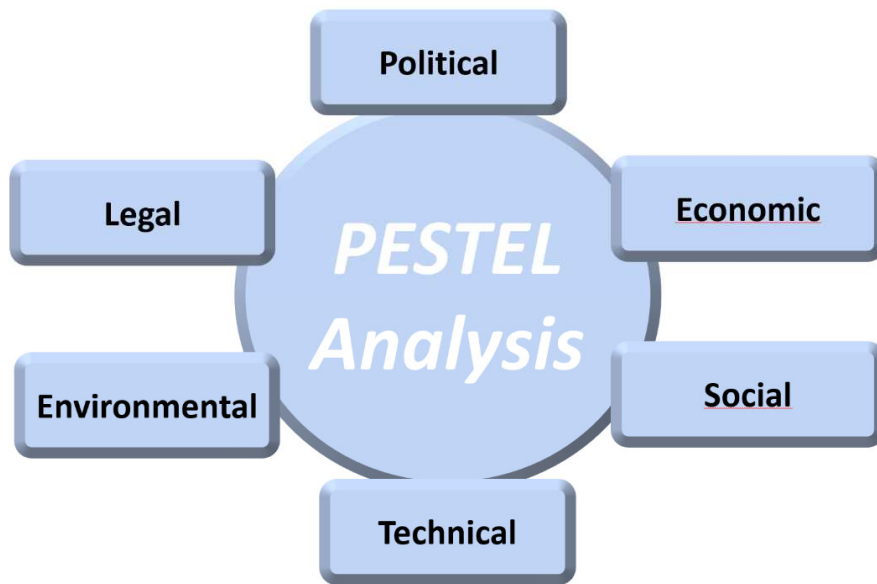 Political
Legal
Economic
PESTEL
Analysis
Environmental
Social
Technical